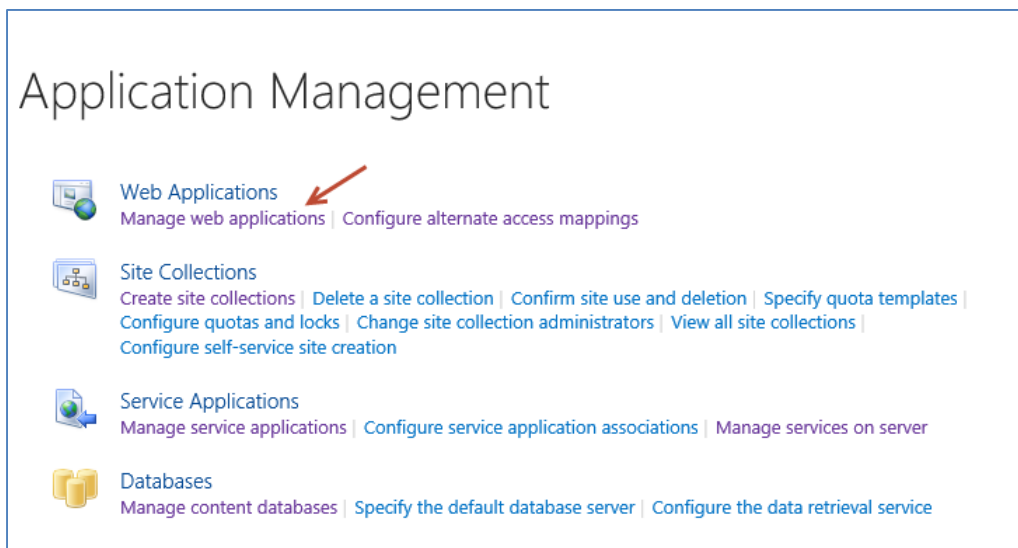 Application Management
Web Applications
Manage web applications | Configure alternate access mappings
Site Collections
Create site collections | Delete a site collection | Confirm site use and deletion | Specify quota templates |
Configure quotas and locks | Change site collection administrators | View all site collections |
Configure self-service site creation
Service Applications
Manage service applications | Configure service application associations | Manage services on server
Databases
Manage content databases | Specify the default database server | Configure the data retrieval service